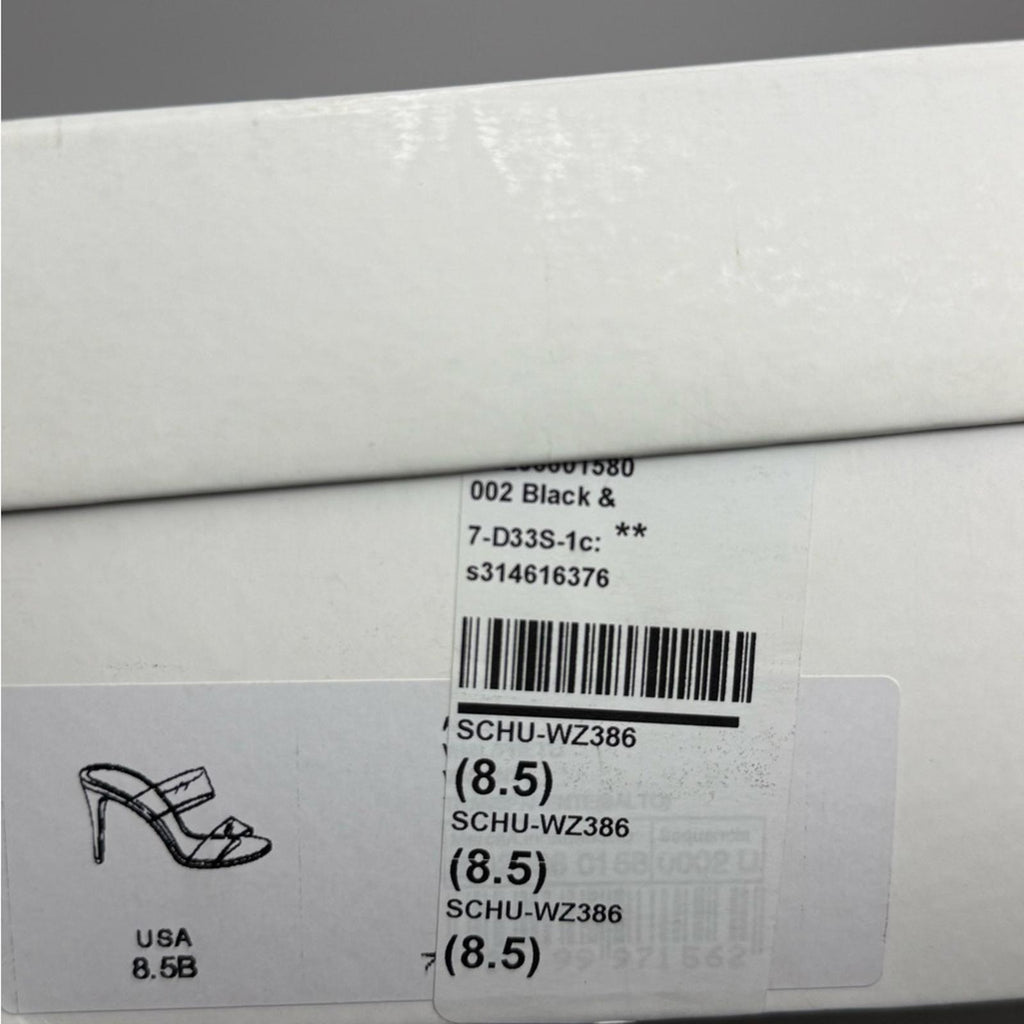 01580
002 Black &
7-D33S-1c: **
s314616376
SCHU-WZ386
(8.5)
SCHU-WZ386
(8.5)
SCHU-WZ386
(8.5)
USA
8.5B